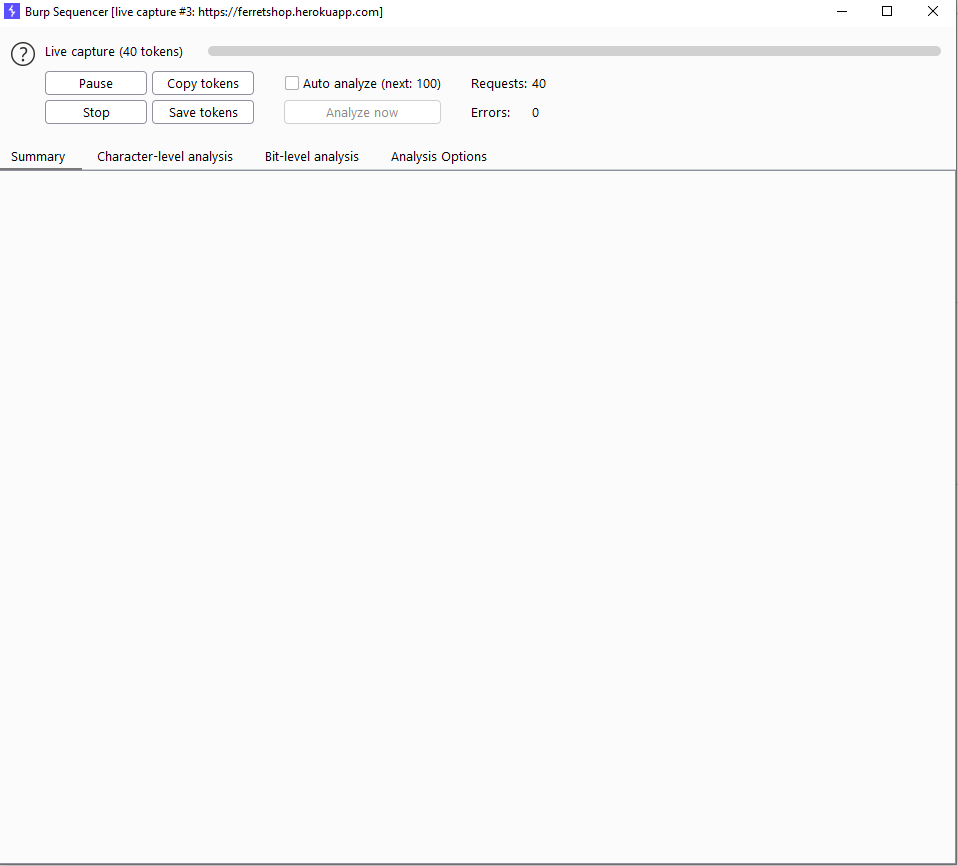 Burp Sequencer [live capture #3: https://ferretshop.herokuapp.com]
? Live capture (40 tokens)
Pause Copy tokens Auto analyze (next: 100) Requests: 40
Stop Save tokens Analyze now Errors: 0
Summary Character-level analysis Bit-level analysis Analysis Options